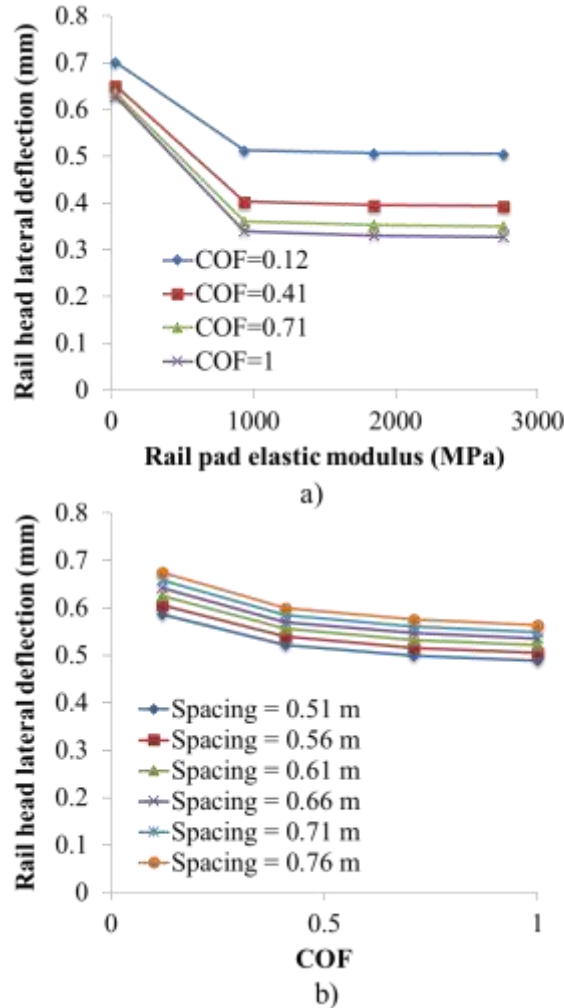 0.8
0.7
0.6
0.5
0.4
0.3
0.2
0.1
0
Rail head lateral deflection (mm)
COF=0.12
COF=0.41
COF=0.71
COF=1
0 1000 2000 3000
Rail pad elastic modulus (MPa)
a)
0.8
0.7
0.6
0.5
0.4
0.3
0.2
0.1
0
Rail head lateral deflection (mm)
Spacing = 0.51 m
Spacing = 0.56 m
Spacing = 0.61 m
Spacing = 0.66 m
Spacing = 0.71 m
Spacing = 0.76 m
0 0.5 1
COF
b)